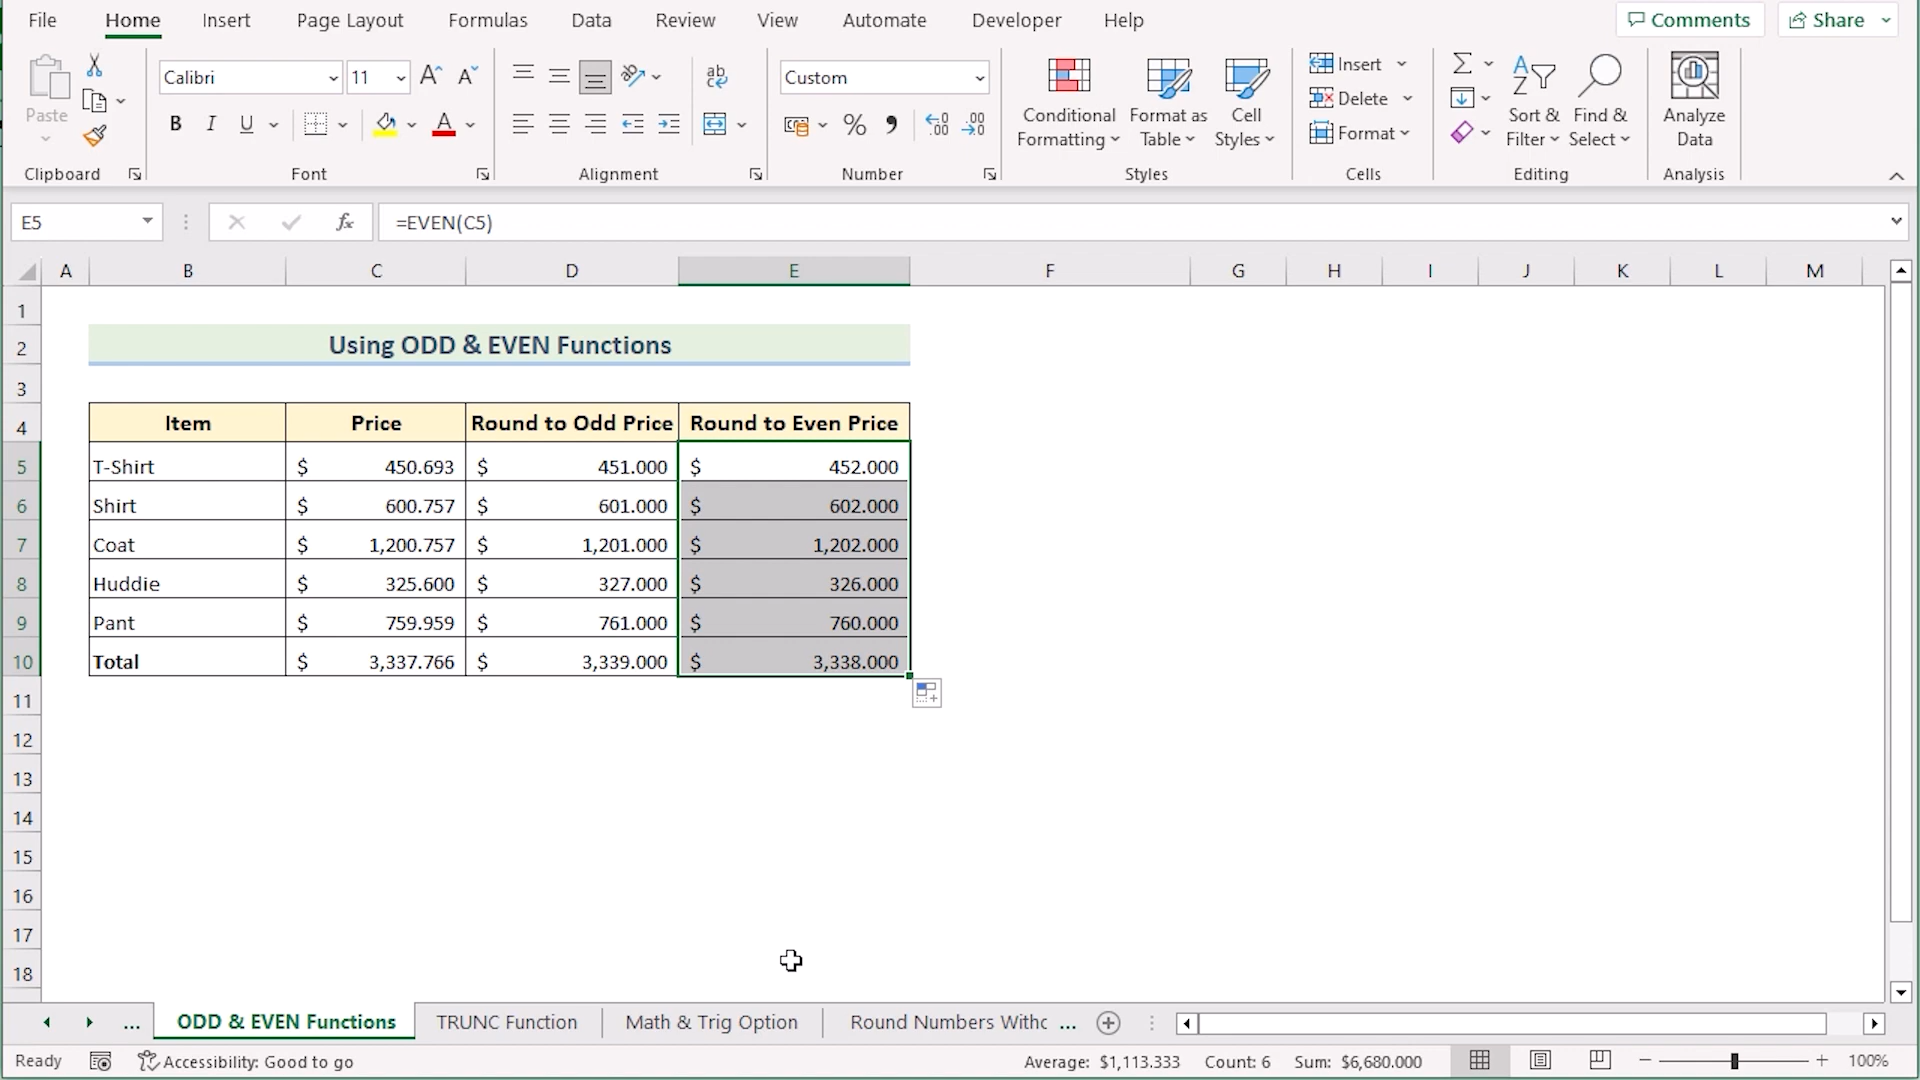 File Home Insert Page Layout Formulas Data Review View Automate Developer Help Comments Share
Paste Calibri 11 A A ab Custom Insert
B I U A % 9 .00 .00 Conditional Formatting Format as Table Cell Styles Delete Format Sort & Filter Find & Select Analyze Data
Clipboard Font Alignment Number Styles Cells Editing Analysis
E5 fx =EVEN(C5)
A B C D E F G H I J K L M
1
2 Using ODD & EVEN Functions
3
4 Item Price Round to Odd Price Round to Even Price
5 T-Shirt $ 450.693 $ 451.000 $ 452.000
6 Shirt $ 600.757 $ 601.000 $ 602.000
7 Coat $ 1,200.757 $ 1,201.000 $ 1,202.000
8 Huddie $ 325.600 $ 327.000 $ 326.000
9 Pant $ 759.959 $ 761.000 $ 760.000
10 Total $ 3,337.766 $ 3,339.000 $ 3,338.000
11
12
13
14
15
16
17
18
... ODD & EVEN Functions TRUNC Function Math & Trig Option Round Numbers Withc ...
Ready Accessibility: Good to go Average: $1,113.333 Count: 6 Sum: $6,680.000 100%